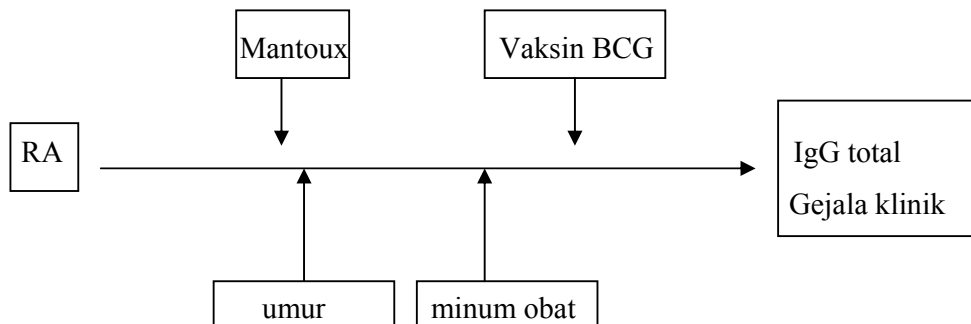 Mantoux
Vaksin BCG
RA
IgG total
Gejala klinik
umur
minum obat